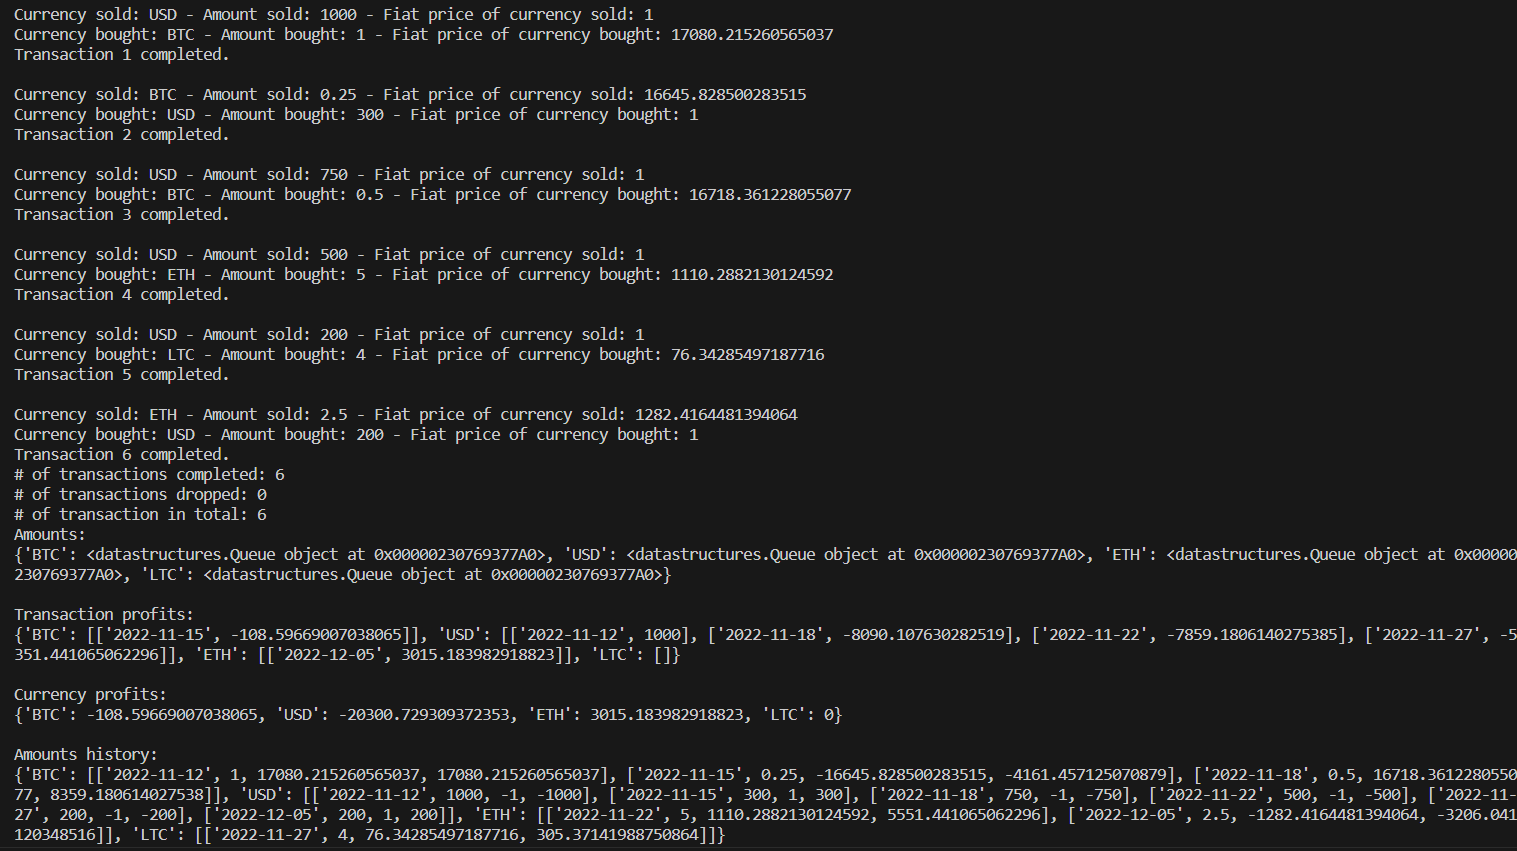 Currency sold: USD - Amount sold: 1000 - Fiat price of currency sold: 1
Currency bought: BTC - Amount bought: 1 - Fiat price of currency bought: 17080.215260565037
Transaction 1 completed.
Currency sold: BTC - Amount sold: 0.25 - Fiat price of currency sold: 16645.828500283515
Currency bought: USD - Amount bought: 300 - Fiat price of currency bought: 1
Transaction 2 completed.
Currency sold: USD - Amount sold: 750 - Fiat price of currency sold: 1
Currency bought: BTC - Amount bought: 0.5 - Fiat price of currency bought: 16718.361228055077
Transaction 3 completed.
Currency sold: USD - Amount sold: 500 - Fiat price of currency sold: 1
Currency bought: ETH - Amount bought: 5 - Fiat price of currency bought: 1110.2882130124592
Transaction 4 completed.
Currency sold: USD - Amount sold: 200 - Fiat price of currency sold: 1
Currency bought: LTC - Amount bought: 4 - Fiat price of currency bought: 76.34285497187716
Transaction 5 completed.
Currency sold: ETH - Amount sold: 2.5 - Fiat price of currency sold: 1282.4164481394064
Currency bought: USD - Amount bought: 200 - Fiat price of currency bought: 1
Transaction 6 completed.
# of transactions completed: 6
# of transactions dropped: 0
# of transaction in total: 6
Amounts:
{'BTC': <datastructures.Queue object at 0x00000230769377A0>, 'USD': <datastructures.Queue object at 0x00000230769377A0>, 'ETH': <datastructures.Queue object at 0x00000
230769377A0>, 'LTC': <datastructures.Queue object at 0x00000230769377A0>}
Transaction profits:
{'BTC': [['2022-11-15', -108.59669007038065]], 'USD': [['2022-11-12', 1000], ['2022-11-18', -8090.107630282519], ['2022-11-22', -7859.1806140275385], ['2022-11-27', -5
351.441065062296]], 'ETH': [['2022-12-05', 3015.183982918823]], 'LTC': []}
Currency profits:
{'BTC': -108.59669007038065, 'USD': -20300.729309372353, 'ETH': 3015.183982918823, 'LTC': 0}
Amounts history:
{'BTC': [['2022-11-12', 1, 17080.215260565037, 17080.215260565037], ['2022-11-15', 0.25, -16645.828500283515, -4161.457125070879], ['2022-11-18', 0.5, 16718.3612280550
77, 8359.180614027538]], 'USD': [['2022-11-12', 1000, -1, -1000], ['2022-11-15', 300, 1, 300], ['2022-11-18', 750, -1, -750], ['2022-11-22', 500, -1, -500], ['2022-11-
27', 200, -1, -200], ['2022-12-05', 200, 1, 200]], 'ETH': [['2022-11-22', 5, 1110.2882130124592, 5551.441065062296], ['2022-12-05', 2.5, -1282.4164481394064, -3206.041
120348516]], 'LTC': [['2022-11-27', 4, 76.34285497187716, 305.37141988750864]]}